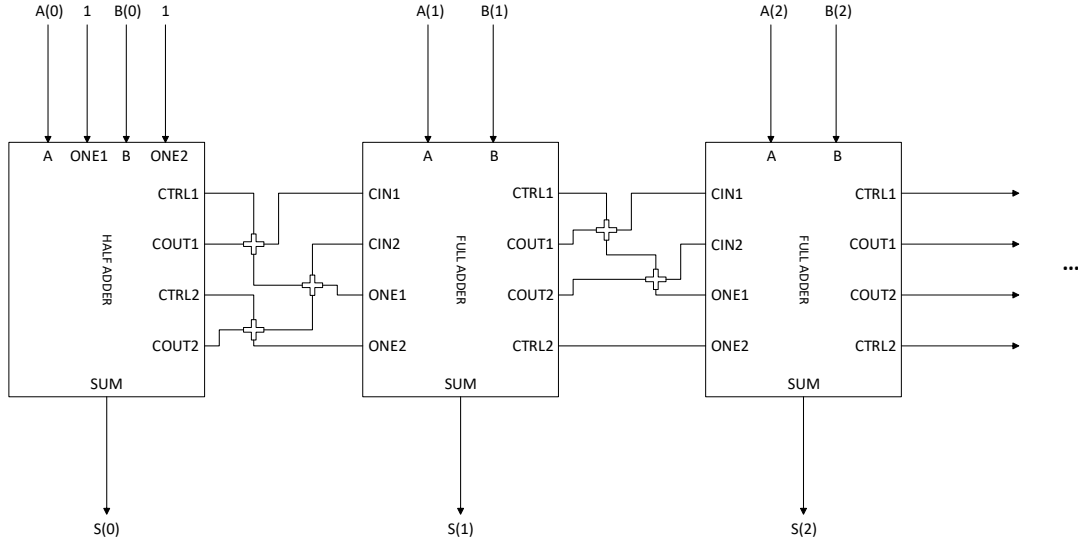 A(0) 1 B(0) 1 A(1) B(1) A(2) B(2)
A ONE1 B ONE2
CTRL1
COUT1
CTRL2
COUT2
HALF ADDER
SUM
A B
CIN1 CTRL1
CIN2 COUT1
ONE1 COUT2
ONE2 CTRL2
FULL ADDER
SUM
A B
CIN1 CTRL1
CIN2 COUT1
ONE1 COUT2
ONE2 CTRL2
FULL ADDER
SUM
...
S(0) S(1) S(2)